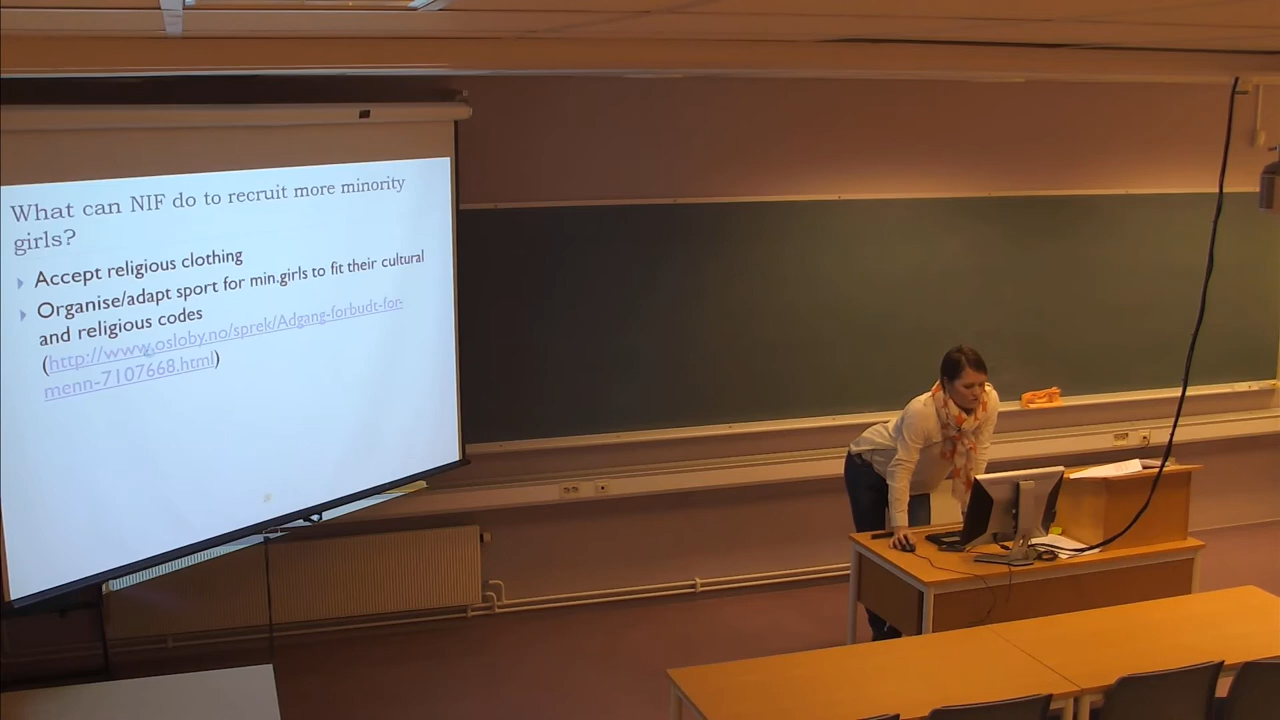 What can NIF do to recruit more minority
girls?
Accept religious clothing
Organise/adapt sport for min.girls to fit their cultural
and religious codes
(http://www.osloby.no/sprek/Adgang-forbudt-for-
menn-7107668.html)